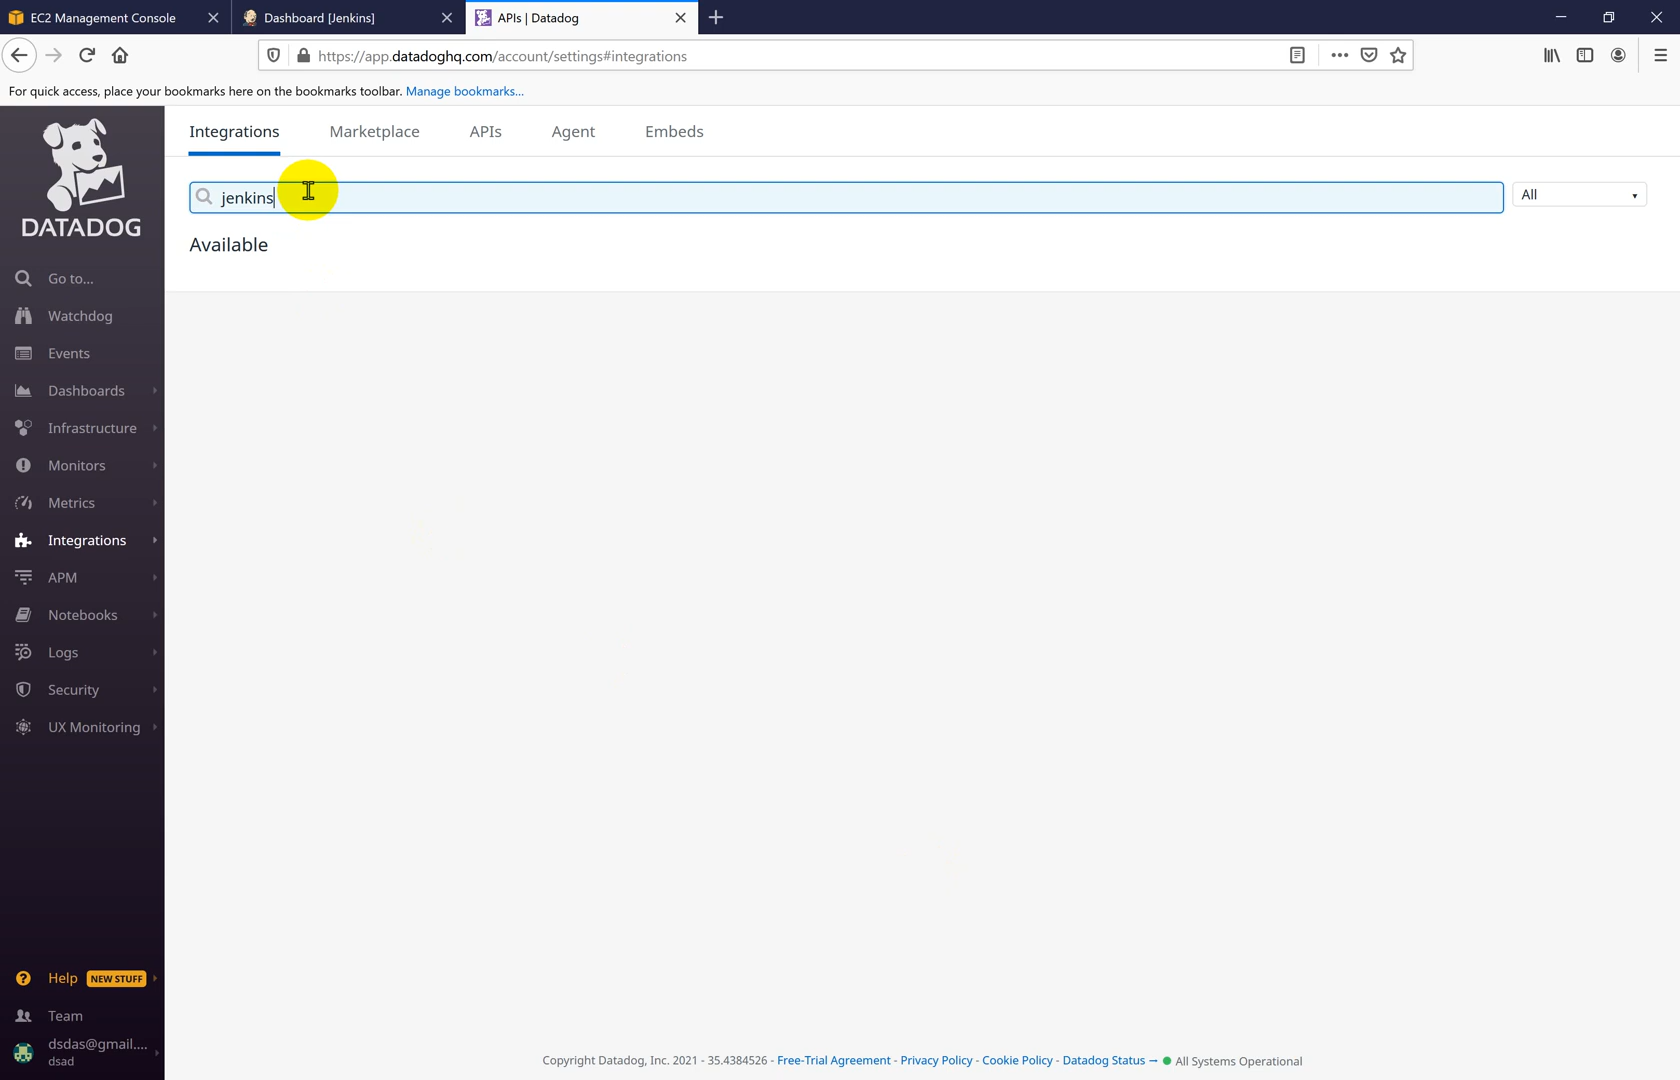 EC2 Management Console
Dashboard [Jenkins]
APIs | Datadog
https://app.datadoghq.com/account/settings#integrations
For quick access, place your bookmarks here on the bookmarks toolbar. Manage bookmarks...
DATADOG
Go to...
Watchdog
Events
Dashboards
Infrastructure
Monitors
Metrics
Integrations
APM
Notebooks
Logs
Security
UX Monitoring
Help NEW STUFF
Team
dsdas@gmail....
dsad
Integrations Marketplace APIs Agent Embeds
jenkins
All
Available
Copyright Datadog, Inc. 2021 - 35.4384526 - Free-Trial Agreement - Privacy Policy - Cookie Policy - Datadog Status → All Systems Operational